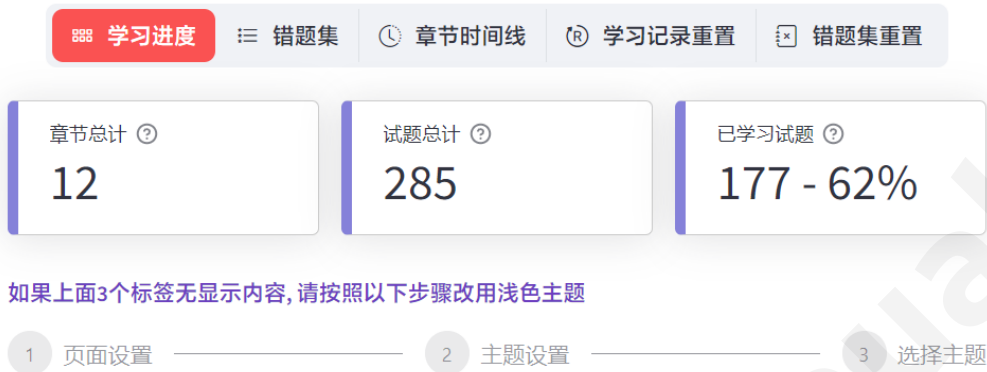 学习进度 错题集 章节时间线 学习记录重置 错题集重置
章节总计 试题总计 已学习试题
12 285 177 - 62%
如果上面3个标签无显示内容, 请按照以下步骤改用浅色主题
1 页面设置 2 主题设置 3 选择主题